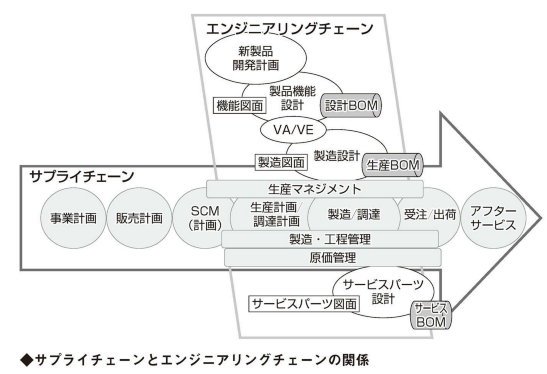 エンジニアリングチェーン
新製品
開発計画
製品機能
設計
機能図面
設計BOM
VA/VE
製造設計
製造図面
生産BOM
サプライチェーン
生産マネジメント
事業計画
販売計画
SCM
(計画)
生産計画/
調達計画
製造/調達
受注/出荷
アフター
サービス
製造・工程管理
原価管理
サービスパーツ
設計
サービスパーツ図面
サービス
BOM
◆サプライチェーンとエンジニアリングチェーンの関係